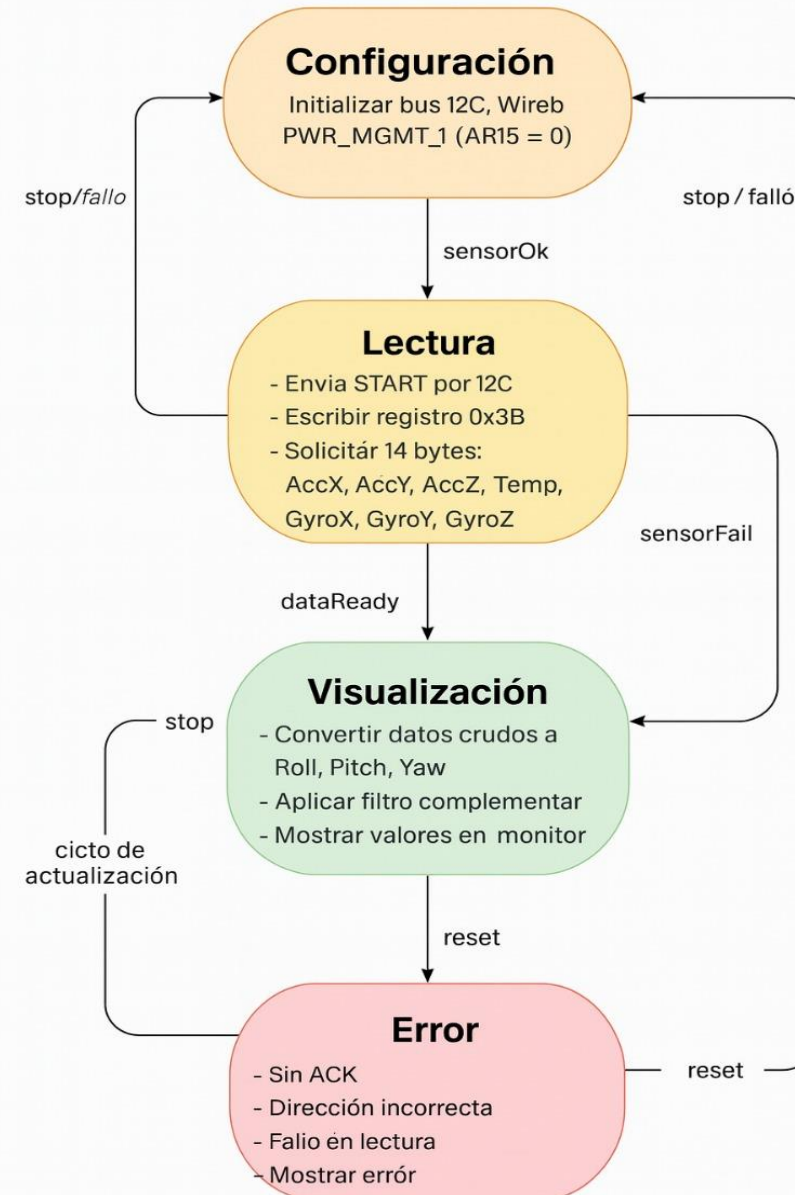 Configuración
Initializar bus 12C, Wireb
PWR_MGMT_1 (AR15 = 0)
stop/fallo
stop / falló
sensorOk
Lectura
- Envia START por 12C
- Escribir registro 0x3B
- Solicitár 14 bytes:
AccX, AccY, AccZ, Temp,
GyroX, GyroY, GyroZ
sensorFail
dataReady
Visualización
- Convertir datos crudos a
Roll, Pitch, Yaw
- Aplicar filtro complementar
- Mostrar valores en monitor
stop
cicto de
actualización
reset
Error
- Sin ACK
- Dirección incorrecta
- Falio én lectura
- Mostrar errór
reset